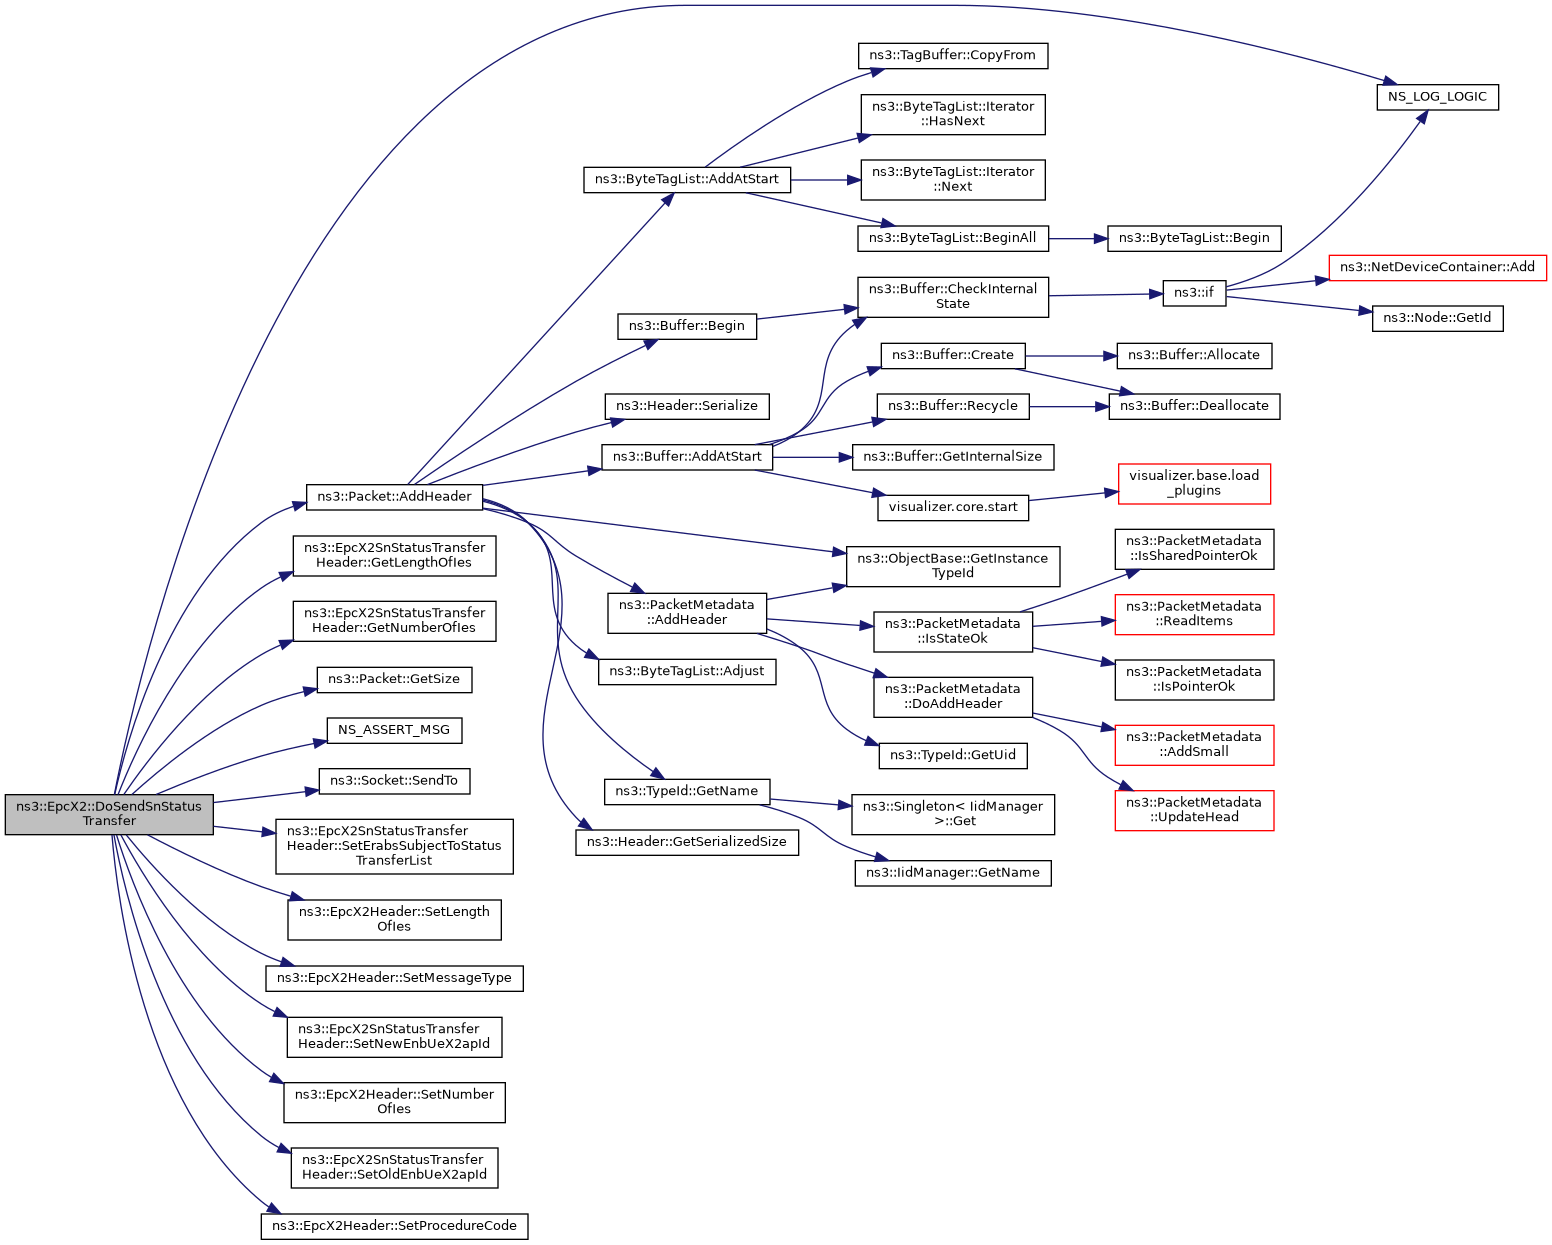 ns3::EpcX2::DoSendSnStatus
Transfer
ns3::Packet::AddHeader
ns3::EpcX2SnStatusTransfer
Header::GetLengthOfIes
ns3::EpcX2SnStatusTransfer
Header::GetNumberOfIes
ns3::Packet::GetSize
NS_ASSERT_MSG
ns3::Socket::SendTo
ns3::EpcX2SnStatusTransfer
Header::SetErabsSubjectToStatus
TransferList
ns3::EpcX2Header::SetLength
OfIes
ns3::EpcX2Header::SetMessageType
ns3::EpcX2SnStatusTransfer
Header::SetNewEnbUeX2apId
ns3::EpcX2Header::SetNumber
OfIes
ns3::EpcX2SnStatusTransfer
Header::SetOldEnbUeX2apId
ns3::EpcX2Header::SetProcedureCode
ns3::ByteTagList::AddAtStart
ns3::Buffer::Begin
ns3::Header::Serialize
ns3::Buffer::AddAtStart
ns3::PacketMetadata
::AddHeader
ns3::ByteTagList::Adjust
ns3::TypeId::GetName
ns3::Header::GetSerializedSize
ns3::TagBuffer::CopyFrom
ns3::ByteTagList::Iterator
::HasNext
ns3::ByteTagList::Iterator
::Next
ns3::ByteTagList::BeginAll
ns3::Buffer::CheckInternal
State
ns3::Buffer::Create
ns3::Buffer::Recycle
ns3::Buffer::GetInternalSize
visualizer.core.start
ns3::ObjectBase::GetInstance
TypeId
ns3::PacketMetadata
::IsStateOk
ns3::PacketMetadata
::DoAddHeader
ns3::TypeId::GetUid
ns3::Singleton< IidManager
>::Get
ns3::IidManager::GetName
ns3::ByteTagList::Begin
ns3::if
ns3::Buffer::Allocate
ns3::Buffer::Deallocate
visualizer.base.load
_plugins
ns3::PacketMetadata
::IsSharedPointerOk
ns3::PacketMetadata
::ReadItems
ns3::PacketMetadata
::IsPointerOk
ns3::PacketMetadata
::AddSmall
ns3::PacketMetadata
::UpdateHead
NS_LOG_LOGIC
ns3::NetDeviceContainer::Add
ns3::Node::GetId